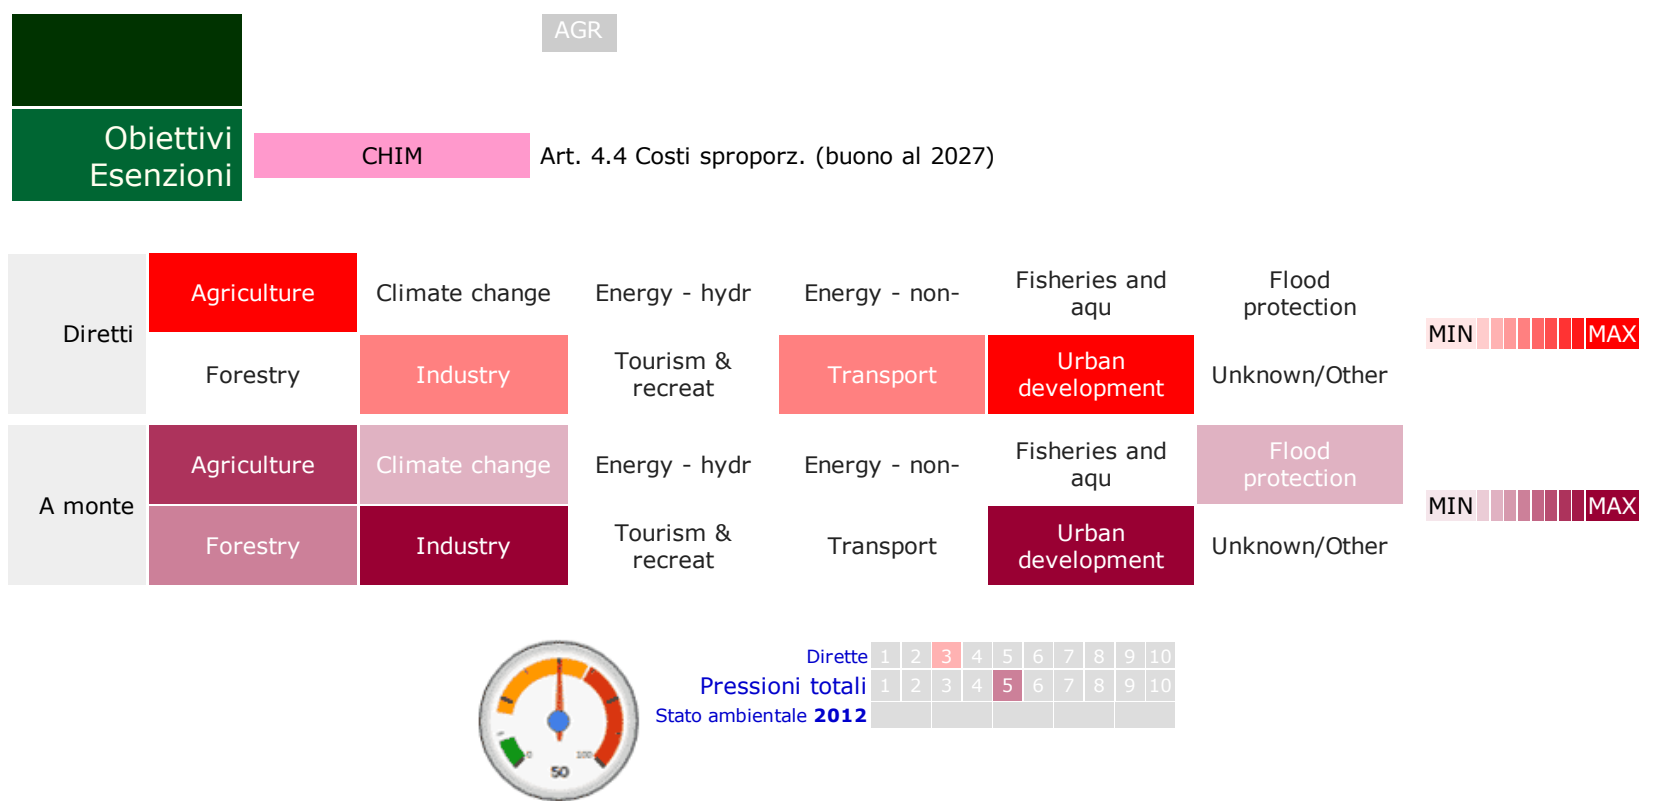 AGR
Obiettivi
Esenzioni
CHIM
Art. 4.4 Costi sproporz. (buono al 2027)
Diretti
Agriculture
Climate change
Energy - hydr
Energy - non-
Fisheries and
aqu
Flood
protection
Forestry
Industry
Tourism &
recreat
Transport
Urban
development
Unknown/Other
MIN
MAX
A monte
Agriculture
Climate change
Energy - hydr
Energy - non-
Fisheries and
aqu
Flood
protection
Forestry
Industry
Tourism &
recreat
Transport
Urban
development
Unknown/Other
MIN
MAX
0
100
50
Dirette 1 2 3 4 5 6 7 8 9 10
Pressioni totali 1 2 3 4 5 6 7 8 9 10
Stato ambientale 2012